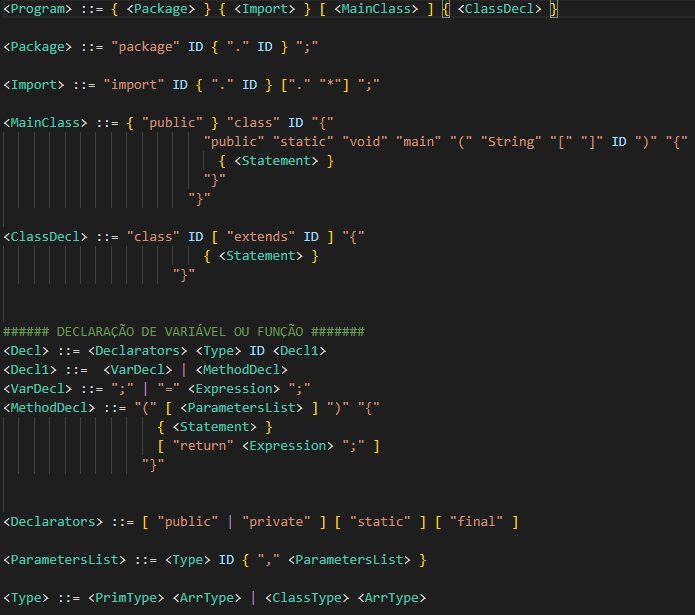 <Program> ::= { <Package> } { <Import> } [ <MainClass> ] { <ClassDecl> }
<Package> ::= "package" ID { "." ID } ";"
<Import> ::= "import" ID { "." ID } ["." "*"] ";"
<MainClass> ::= { "public" } "class" ID "{"
"public" "static" "void" "main" "(" "String" "[" "]" ID ")" "{"
{ <Statement> }
"}"
"}"
<ClassDecl> ::= "class" ID [ "extends" ID ] "{"
{ <Statement> }
"}"
###### DECLARAÇÃO DE VARIÁVEL OU FUNÇÃO #######
<Decl> ::= <Declarators> <Type> ID <Decl1>
<Decl1> ::=  <VarDecl> | <MethodDecl>
<VarDecl> ::= ";" | "=" <Expression> ";"
<MethodDecl> ::= "(" [ <ParametersList> ] ")" "{"
{ <Statement> }
[ "return" <Expression> ";" ]
"}"
<Declarators> ::= [ "public" | "private" ] [ "static" ] [ "final" ]
<ParametersList> ::= <Type> ID { "," <ParametersList> }
<Type> ::= <PrimType> <ArrType> | <ClassType> <ArrType>